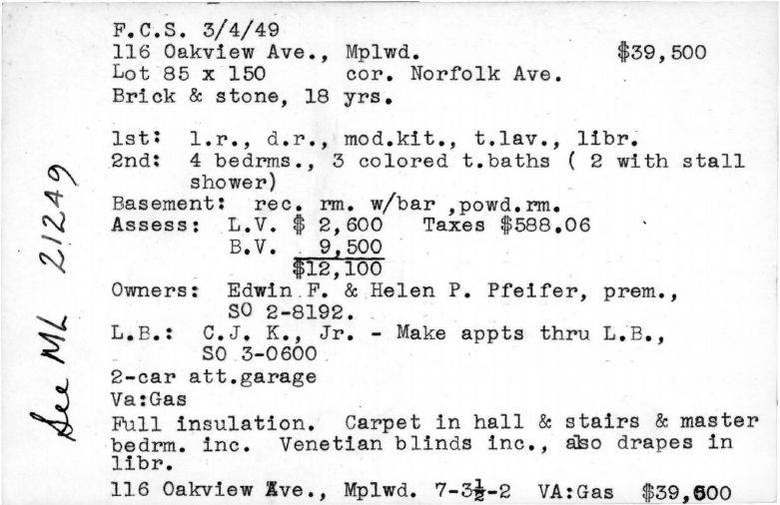 F.C.S. 3/4/49
116 Oakview Ave., Mplwd. $39,500
Lot 85 x 150 cor. Norfolk Ave.
Brick & stone, 18 yrs.
1st: l.r., d.r., mod.kit., t.lav., libr.
2nd: 4 bedrms., 3 colored t.baths ( 2 with stall
shower)
Basement: rec. rm. w/bar ,powd.rm.
Assess: L.V. $ 2,600 Taxes $588.06
B.V. 9,500
$12,100
Owners: Edwin F. & Helen P. Pfeifer, prem.,
SO 2-8192.
L.B.: C.J. K., Jr. - Make appts thru L.B.,
SO 3-0600
2-car att.garage
Va:Gas
Full insulation. Carpet in hall & stairs & master
bedrm. inc. Venetian blinds inc., also drapes in
libr.
116 Oakview Ave., Mplwd. 7-3½-2 VA:Gas $39,500
See ML 21249